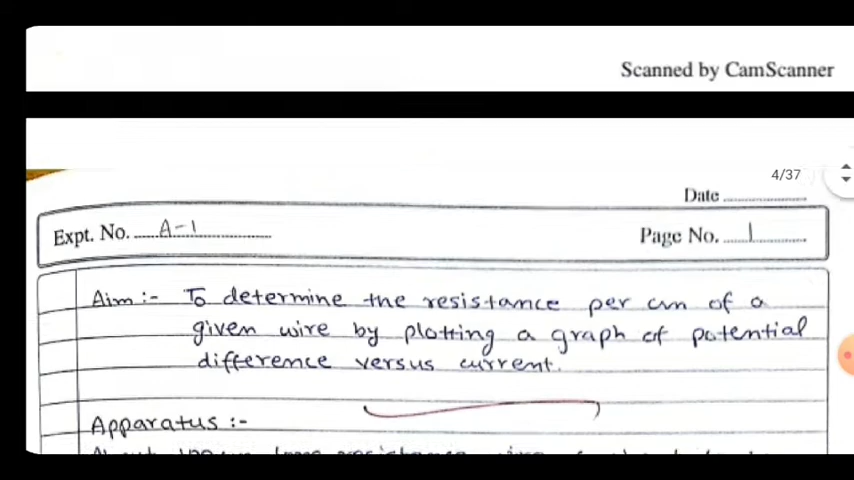 Scanned by CamScanner
4/37
Date
Expt. No. A-1
Page No. 1
Aim :- To determine the resistance per cm of a
given wire by plotting a graph of potential
difference versus current.
Apparatus :-